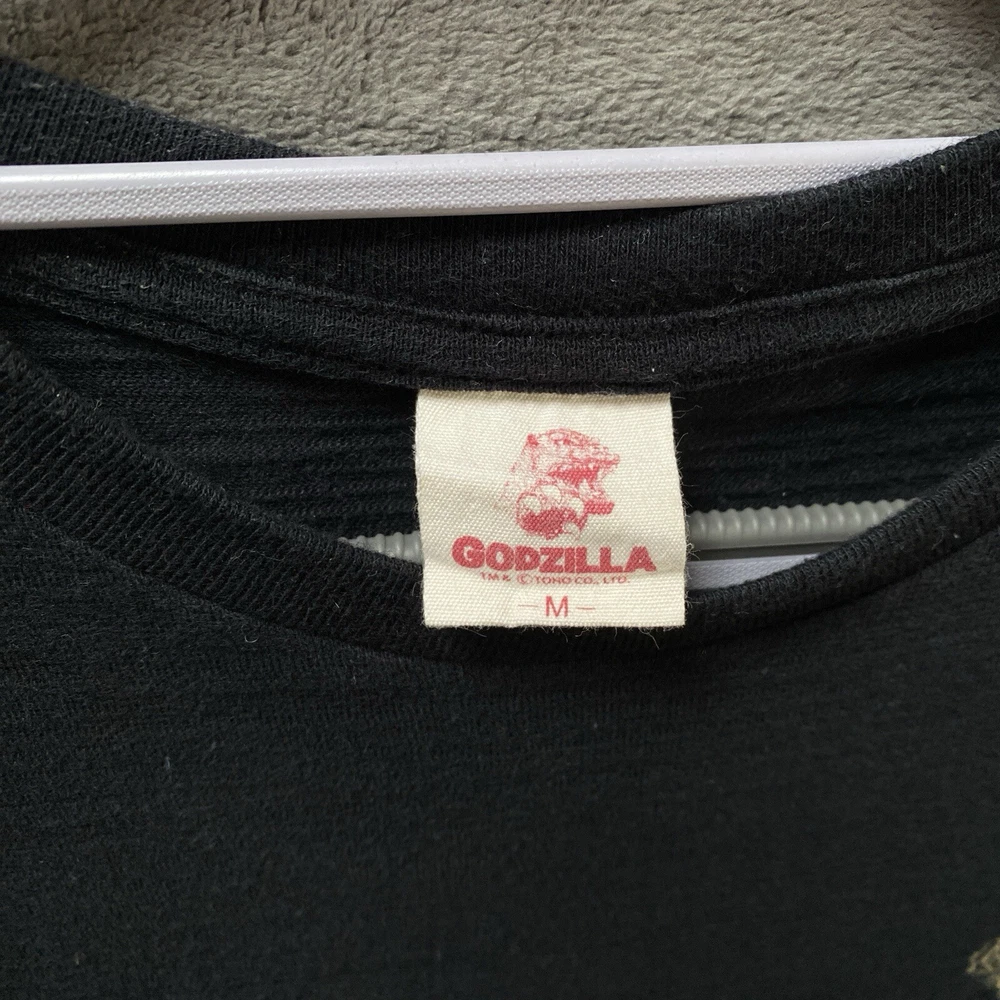 GODZILLA
TM & © TOHO CO., LTD.
– M –